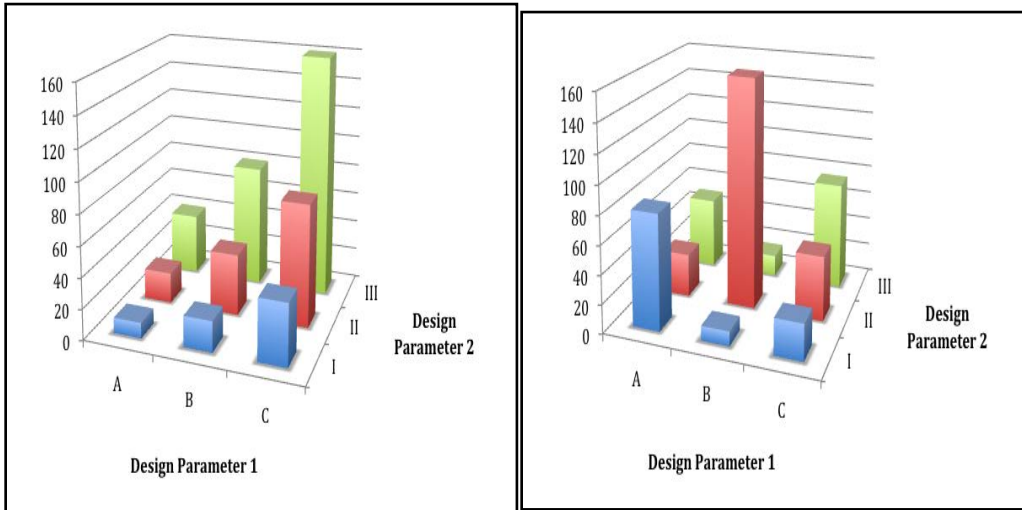 160
140
120
100
80
60
40
20
0
A
B
C
I
II
III
Design
Parameter 2
Design Parameter 1
160
140
120
100
80
60
40
20
0
A
B
C
I
II
III
Design
Parameter 2
Design Parameter 1